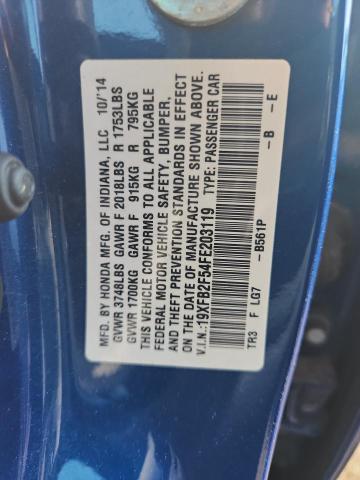 MFD. BY HONDA MFG. OF INDIANA, LLC 10/'14
GVWR 3748LBS GAWR F 2018LBS R 1753LBS
GVWR 1700KG GAWR F 915KG R 795KG
THIS VEHICLE CONFORMS TO ALL APPLICABLE
FEDERAL MOTOR VEHICLE SAFETY, BUMPER,
AND THEFT PREVENTION STANDARDS IN EFFECT
ON THE DATE OF MANUFACTURE SHOWN ABOVE.
V.I.N.:19XFB2F54FE203119 TYPE: PASSENGER CAR
TR3 F LG7 -B561P -B -E